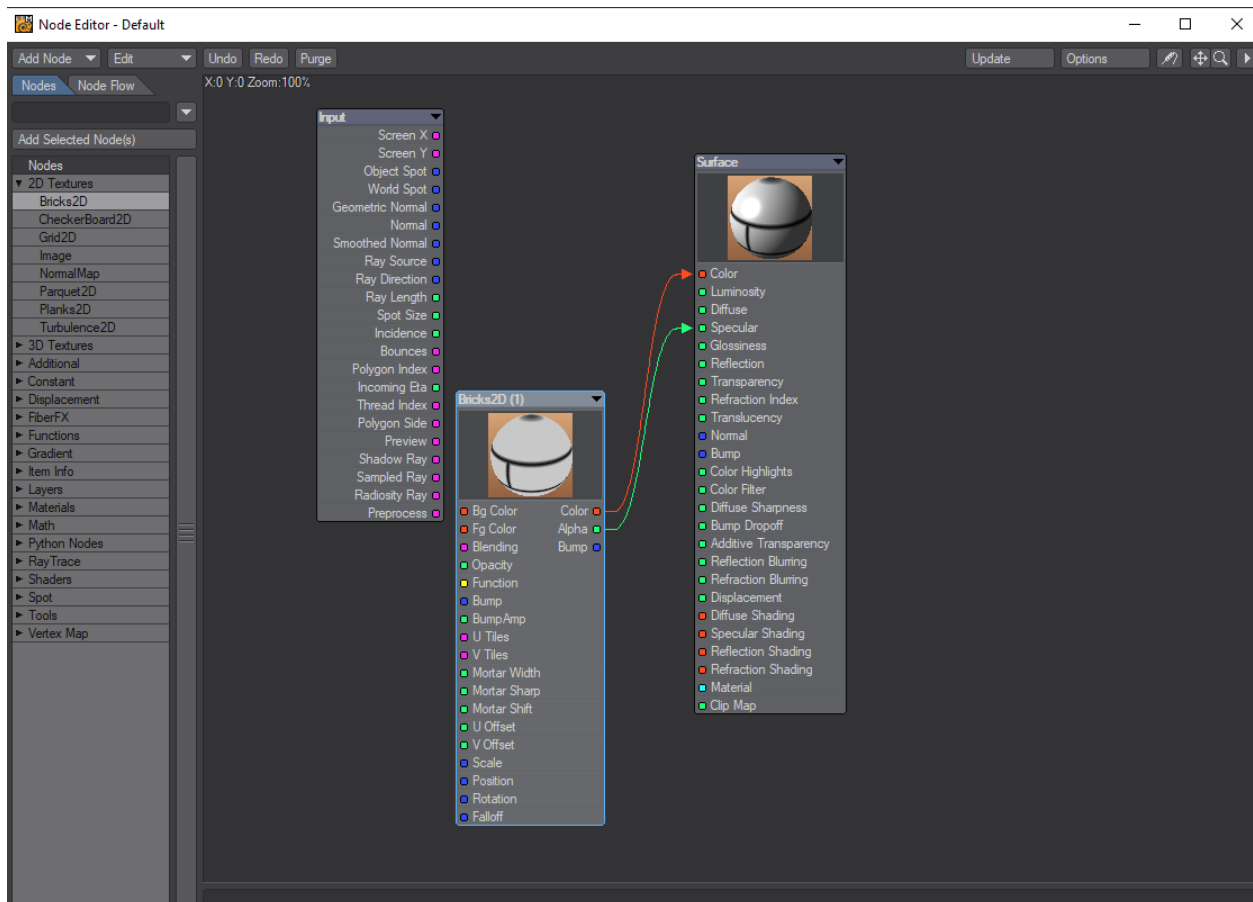 Node Editor - Default
Add Node
Edit
Undo
Redo
Purge
Update
Options
Nodes
Node Flow
X:0 Y:0 Zoom:100%
Add Selected Node(s)
Nodes
2D Textures
Bricks2D
CheckerBoard2D
Grid2D
Image
NormalMap
Parquet2D
Planks2D
Turbulence2D
3D Textures
Additional
Constant
Displacement
FiberFX
Functions
Gradient
Item Info
Layers
Materials
Math
Python Nodes
RayTrace
Shaders
Spot
Tools
Vertex Map
Input
Screen X
Screen Y
Object Spot
World Spot
Geometric Normal
Normal
Smoothed Normal
Ray Source
Ray Direction
Ray Length
Spot Size
Incidence
Bounces
Polygon Index
Incoming Eta
Thread Index
Polygon Side
Preview
Shadow Ray
Sampled Ray
Radiosity Ray
Preprocess
Bricks2D (1)
Bg Color Color
Fg Color Alpha
Blending Bump
Opacity
Function
Bump
BumpAmp
U Tiles
V Tiles
Mortar Width
Mortar Sharp
Mortar Shift
U Offset
V Offset
Scale
Position
Rotation
Falloff
Surface
Color
Luminosity
Diffuse
Specular
Glossiness
Reflection
Transparency
Refraction Index
Translucency
Normal
Bump
Color Highlights
Color Filter
Diffuse Sharpness
Bump Dropoff
Additive Transparency
Reflection Blurring
Refraction Blurring
Displacement
Diffuse Shading
Specular Shading
Reflection Shading
Refraction Shading
Material
Clip Map